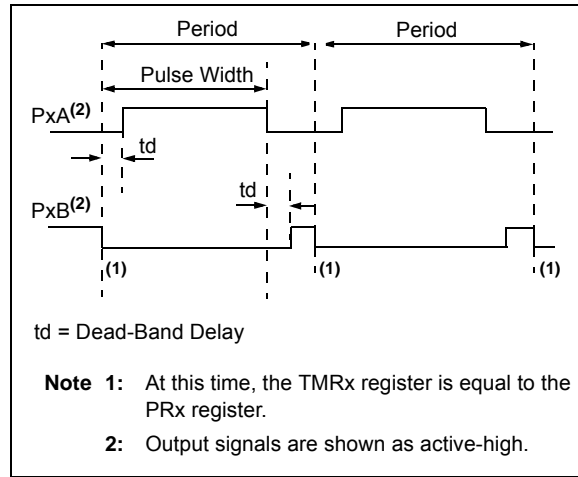 Period Period
Pulse Width
PxA(2)
td
td
PxB(2)
(1) (1) (1)
td = Dead-Band Delay
Note 1: At this time, the TMRx register is equal to the
PRx register.
2: Output signals are shown as active-high.